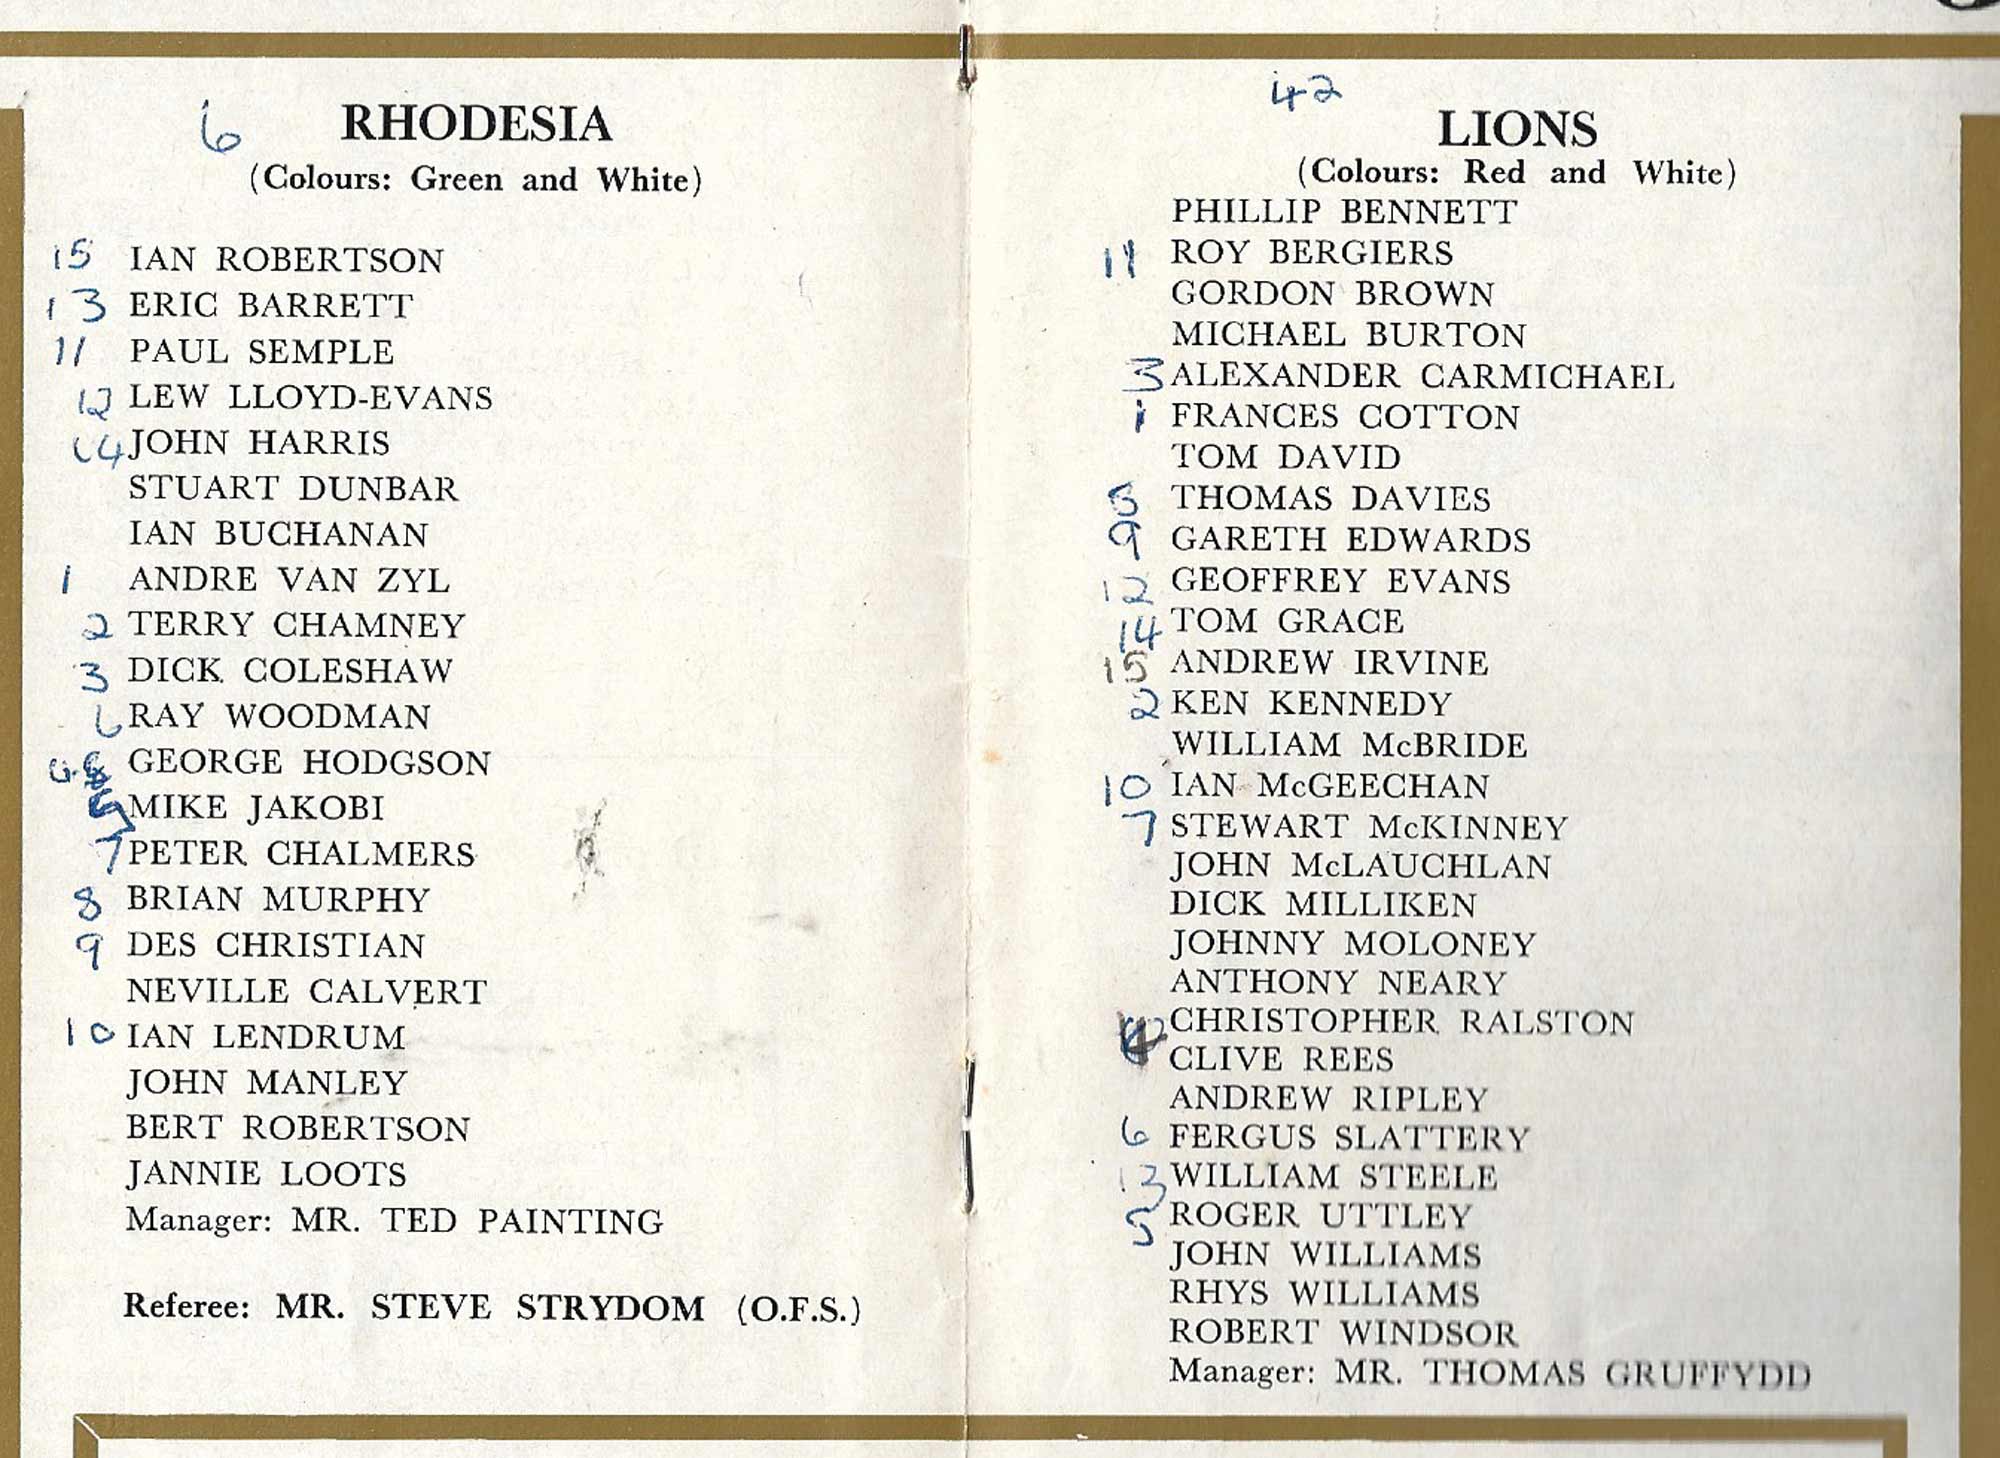 6 RHODESIA
(Colours: Green and White)
15 IAN ROBERTSON
13 ERIC BARRETT
11 PAUL SEMPLE
12 LEW LLOYD-EVANS
14 JOHN HARRIS
STUART DUNBAR
IAN BUCHANAN
1 ANDRE VAN ZYL
2 TERRY CHAMNEY
3 DICK COLESHAW
6 RAY WOODMAN
GEORGE HODGSON
5 MIKE JAKOBI
7 PETER CHALMERS
8 BRIAN MURPHY
9 DES CHRISTIAN
NEVILLE CALVERT
10 IAN LENDRUM
JOHN MANLEY
BERT ROBERTSON
JANNIE LOOTS
Manager: MR. TED PAINTING
Referee: MR. STEVE STRYDOM (O.F.S.)
42
LIONS
(Colours: Red and White)
PHILLIP BENNETT
11 ROY BERGIERS
GORDON BROWN
MICHAEL BURTON
3 ALEXANDER CARMICHAEL
1 FRANCES COTTON
TOM DAVID
8 THOMAS DAVIES
9 GARETH EDWARDS
12 GEOFFREY EVANS
14 TOM GRACE
15 ANDREW IRVINE
2 KEN KENNEDY
WILLIAM McBRIDE
10 IAN McGEECHAN
7 STEWART McKINNEY
JOHN McLAUCHLAN
DICK MILLIKEN
JOHNNY MOLONEY
ANTHONY NEARY
CHRISTOPHER RALSTON
CLIVE REES
ANDREW RIPLEY
6 FERGUS SLATTERY
13 WILLIAM STEELE
5 ROGER UTTLEY
JOHN WILLIAMS
RHYS WILLIAMS
ROBERT WINDSOR
Manager: MR. THOMAS GRUFFYDD